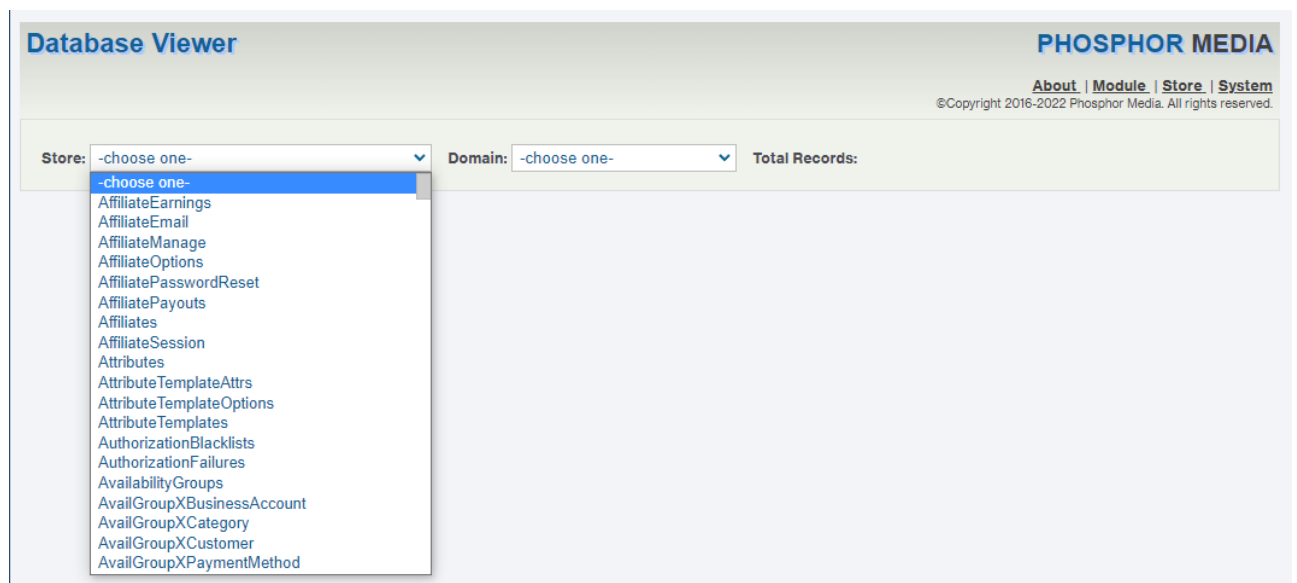 Database Viewer
PHOSPHOR MEDIA
About | Module | Store | System
©Copyright 2016-2022 Phosphor Media. All rights reserved.
Store: -choose one- Domain: -choose one- Total Records:
-choose one-
AffiliateEarnings
AffiliateEmail
AffiliateManage
AffiliateOptions
AffiliatePasswordReset
AffiliatePayouts
Affiliates
AffiliateSession
Attributes
AttributeTemplateAttrs
AttributeTemplateOptions
AttributeTemplates
AuthorizationBlacklists
AuthorizationFailures
AvailabilityGroups
AvailGroupXBusinessAccount
AvailGroupXCategory
AvailGroupXCustomer
AvailGroupXPaymentMethod